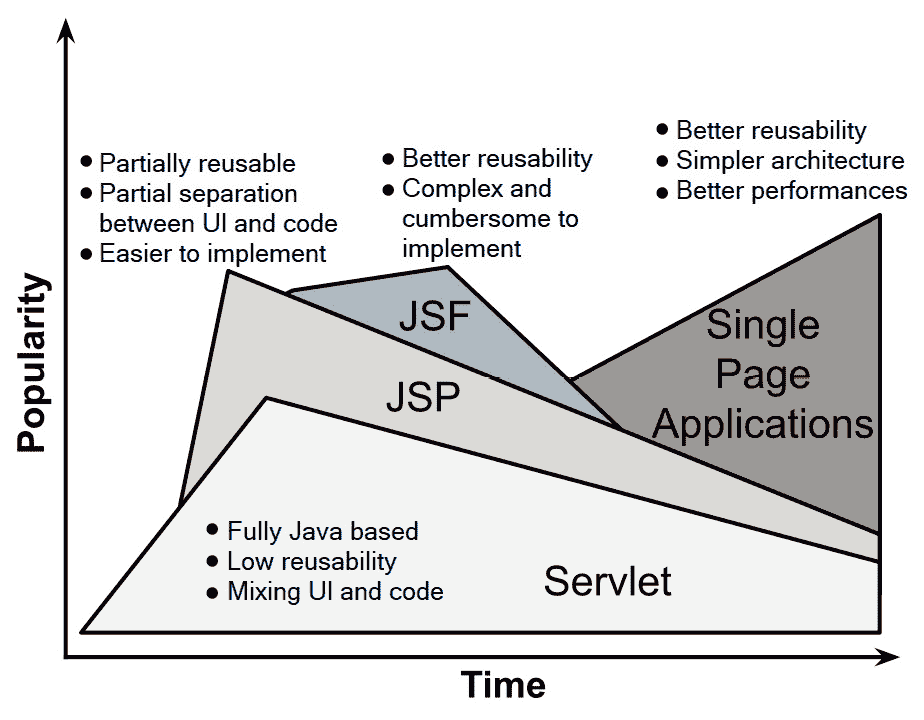 Popularity
• Partially reusable
• Partial separation
between UI and code
• Easier to implement
• Better reusability
• Complex and
cumbersome to
implement
• Better reusability
• Simpler architecture
• Better performances
JSF
JSP
Single
Page
Applications
• Fully Java based
• Low reusability
• Mixing UI and code
Servlet
Time